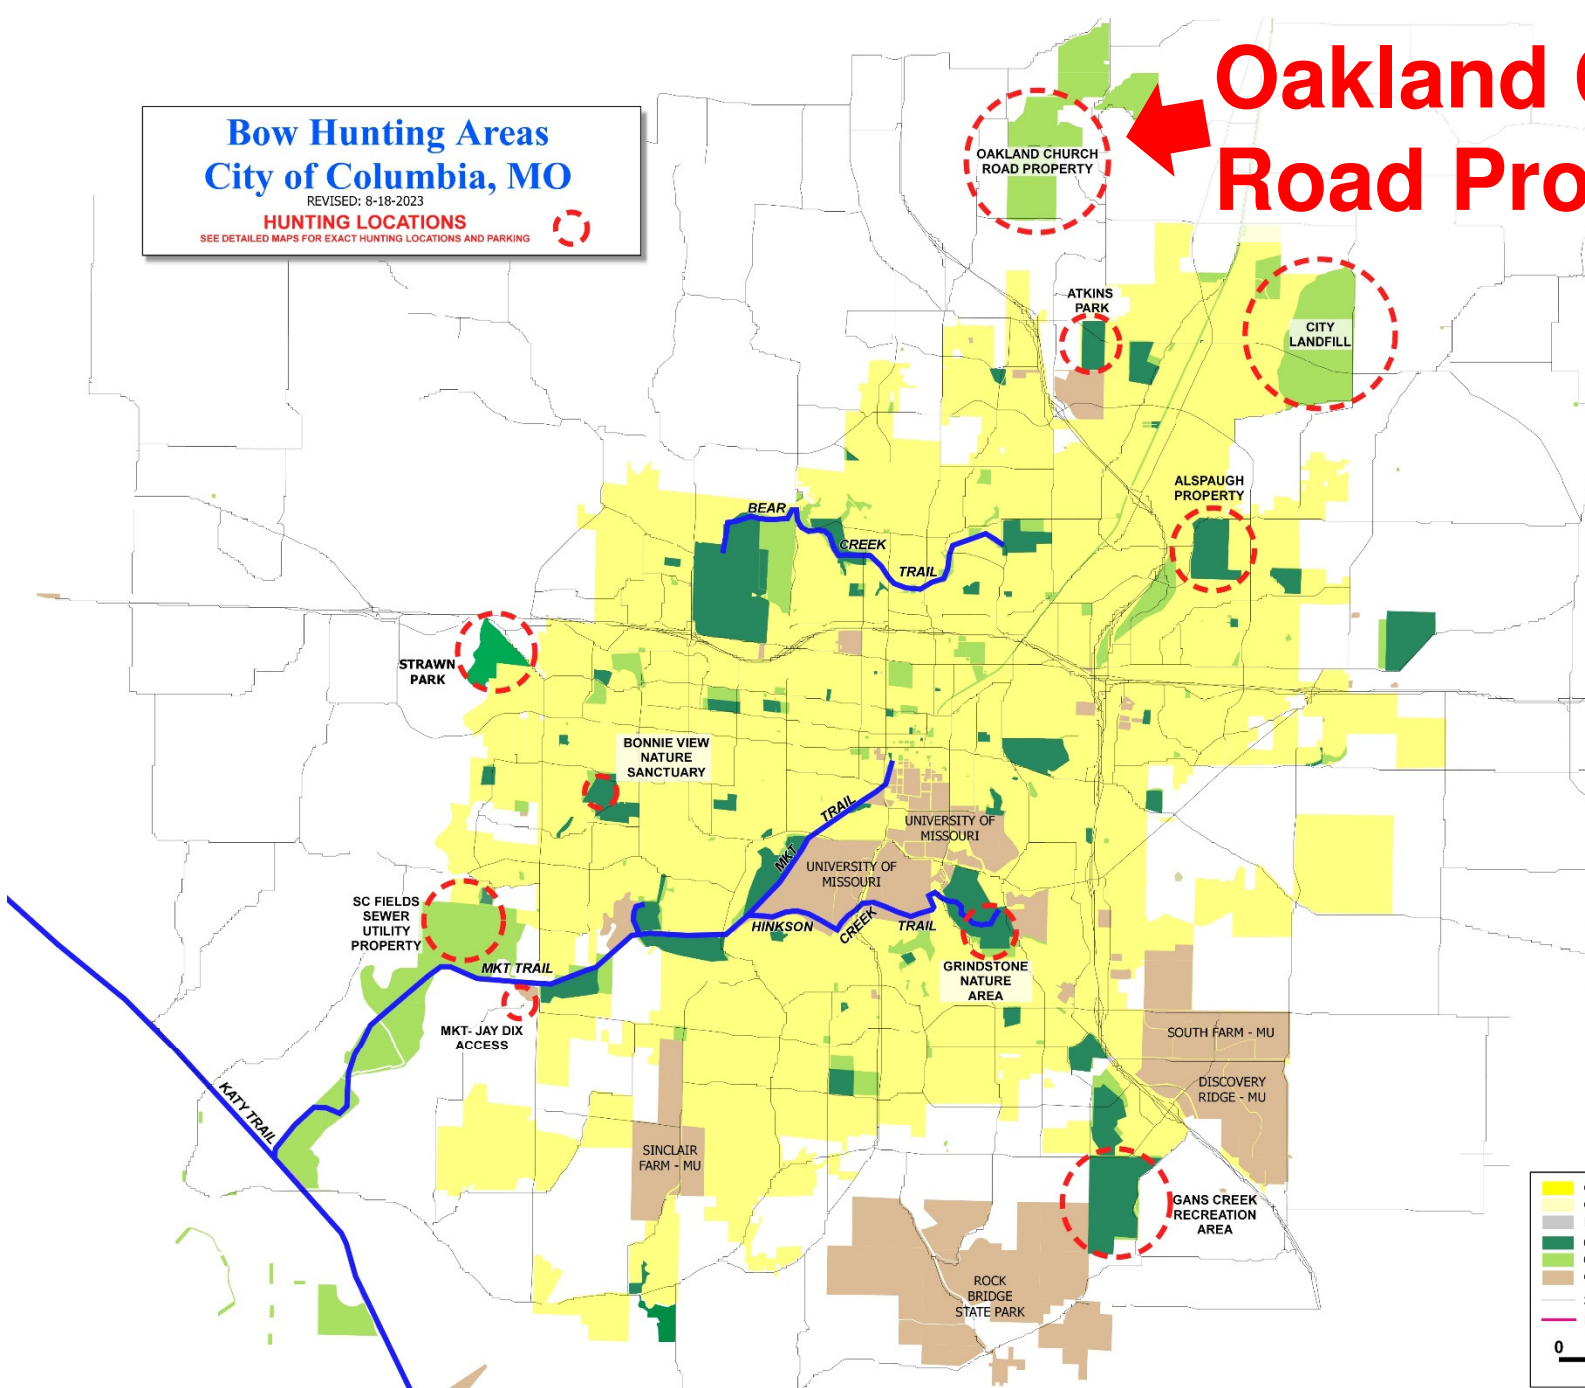 Oakland
Road Pro
Bow Hunting Areas
City of Columbia, MO
REVISED: 8-18-2023
HUNTING LOCATIONS
SEE DETAILED MAPS FOR EXACT HUNTING LOCATIONS AND PARKING
OAKLAND CHURCH
ROAD PROPERTY
ATKINS
PARK
CITY
LANDFILL
ALSPAUGH
PROPERTY
BEAR
CREEK
TRAIL
STRAWN
PARK
BONNIE VIEW
NATURE
SANCTUARY
TRAIL
MKT
UNIVERSITY OF
MISSOURI
UNIVERSITY OF
MISSOURI
SC FIELDS
SEWER
UTILITY
PROPERTY
HINKSON
CREEK
TRAIL
MKT TRAIL
GRINDSTONE
NATURE
AREA
MKT- JAY DIX
ACCESS
SOUTH FARM - MU
DISCOVERY
RIDGE - MU
KATY TRAIL
SINCLAIR
FARM - MU
GANS CREEK
RECREATION
AREA
ROCK
BRIDGE
STATE PARK
0